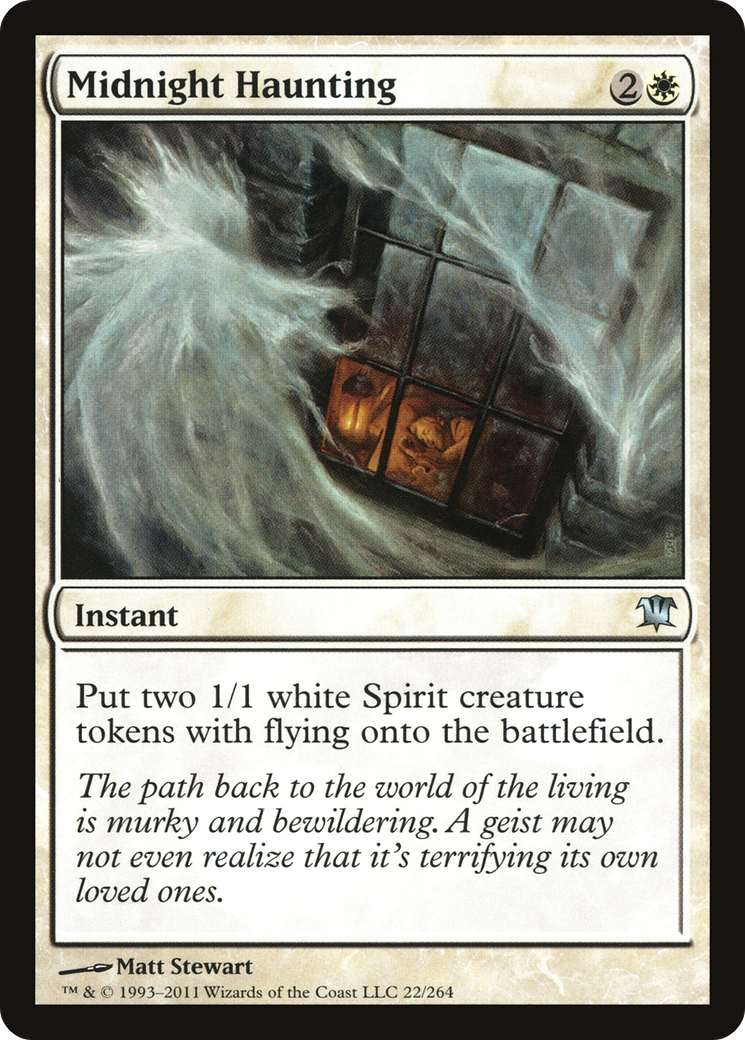 Midnight Haunting
2
Instant
Put two 1/1 white Spirit creature
tokens with flying onto the battlefield.
The path back to the world of the living
is murky and bewildering. A geist may
not even realize that it's terrifying its own
loved ones.
Matt Stewart
™ & © 1993–2011 Wizards of the Coast LLC 22/264